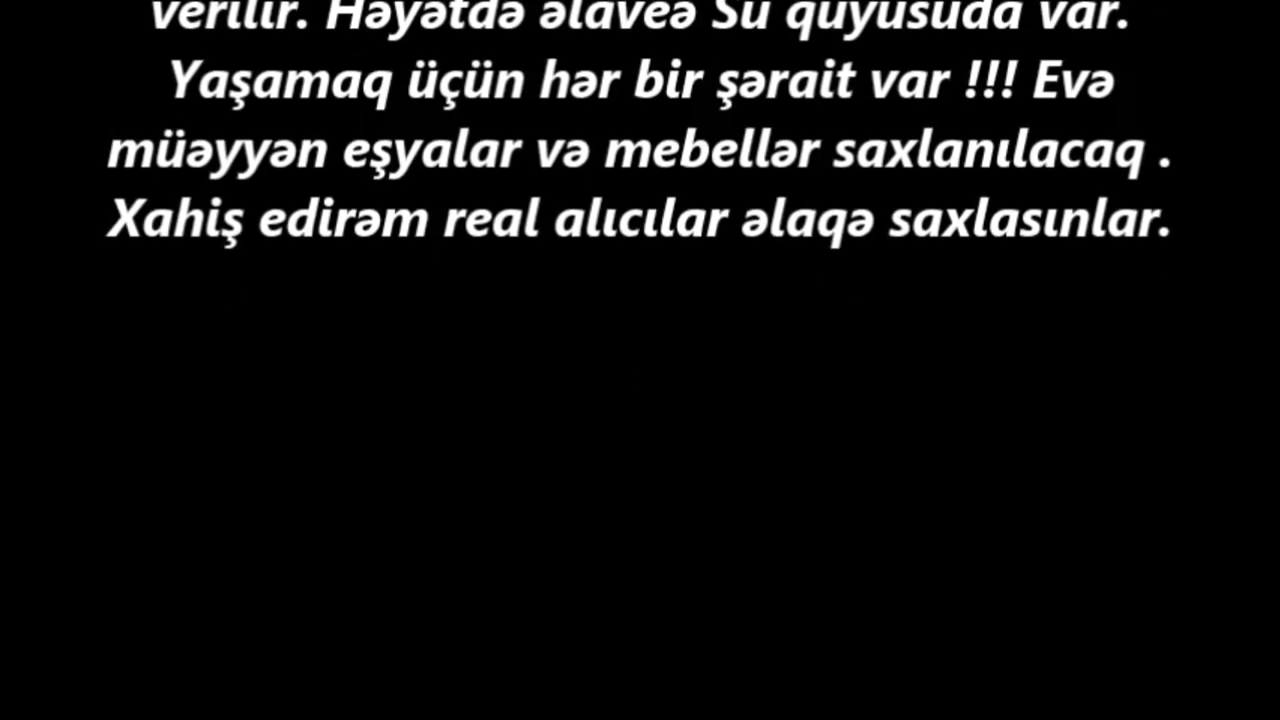 verilir. Həyətdə əlaveə Su quyusuda var.
Yaşamaq üçün hər bir şərait var !!! Evə
müəyyən eşyalar və mebellər saxlanılacaq .
Xahiş edirəm real alıcılar əlaqə saxlasınlar.